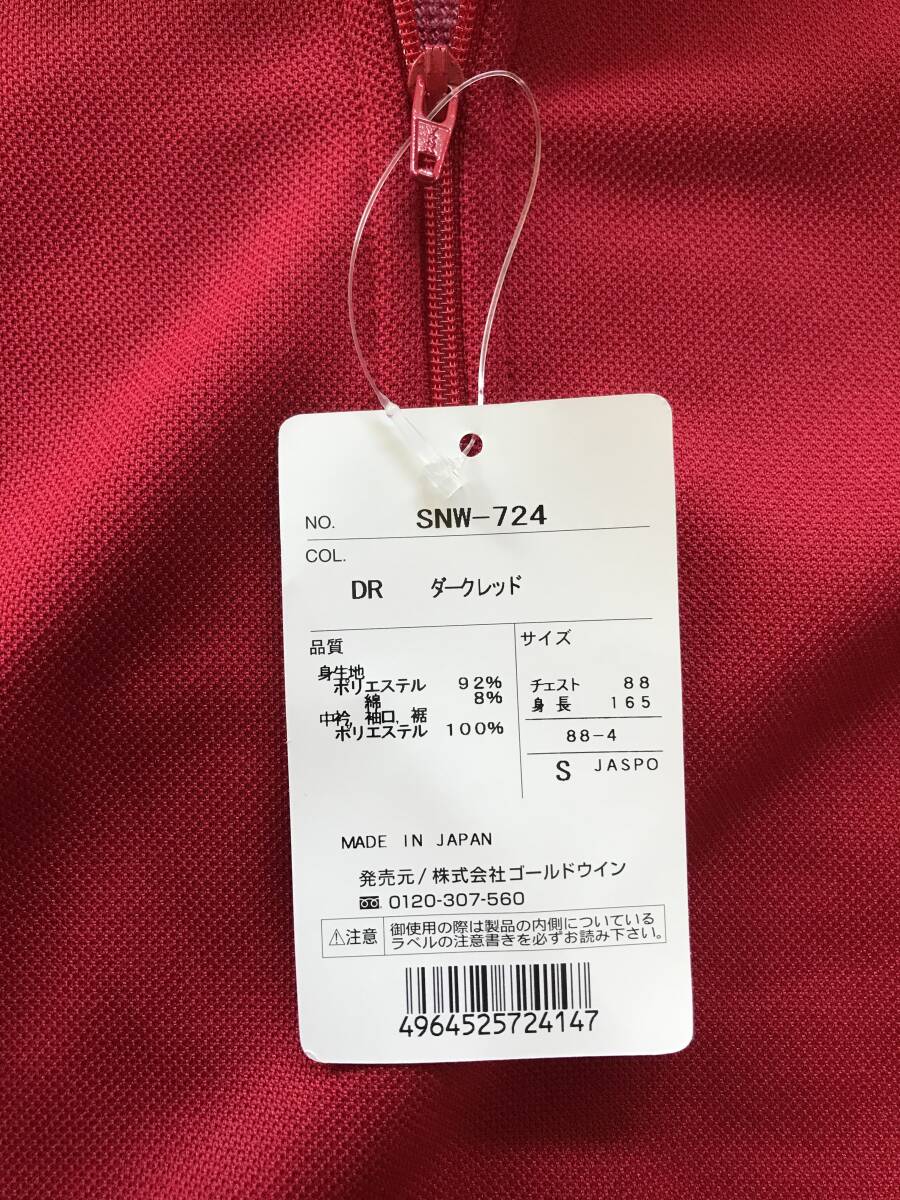 NO. SNW-724
COL.
DR ダークレッド
品質
身生地
ポリエステル 92%
綿 8%
中衿, 袖口, 裾
ポリエステル 100%
サイズ
チェスト 88
身長 165
88-4
S JASPO
MADE IN JAPAN
発売元/株式会社ゴールドウイン
0120-307-560
⚠注意
御使用の際は製品の内側についている
ラベルの注意書きを必ずお読み下さい。
4964525724147